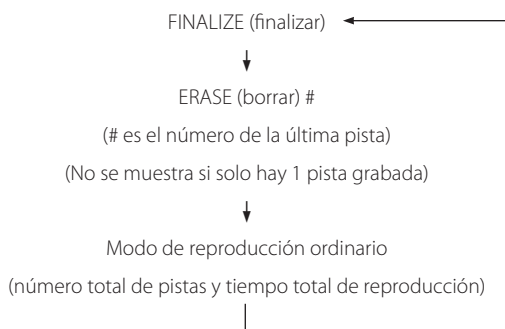 FINALIZE (finalizar)
ERASE (borrar) #
(# es el número de la última pista)
(No se muestra si solo hay 1 pista grabada)
Modo de reproducción ordinario
(número total de pistas y tiempo total de reproducción)